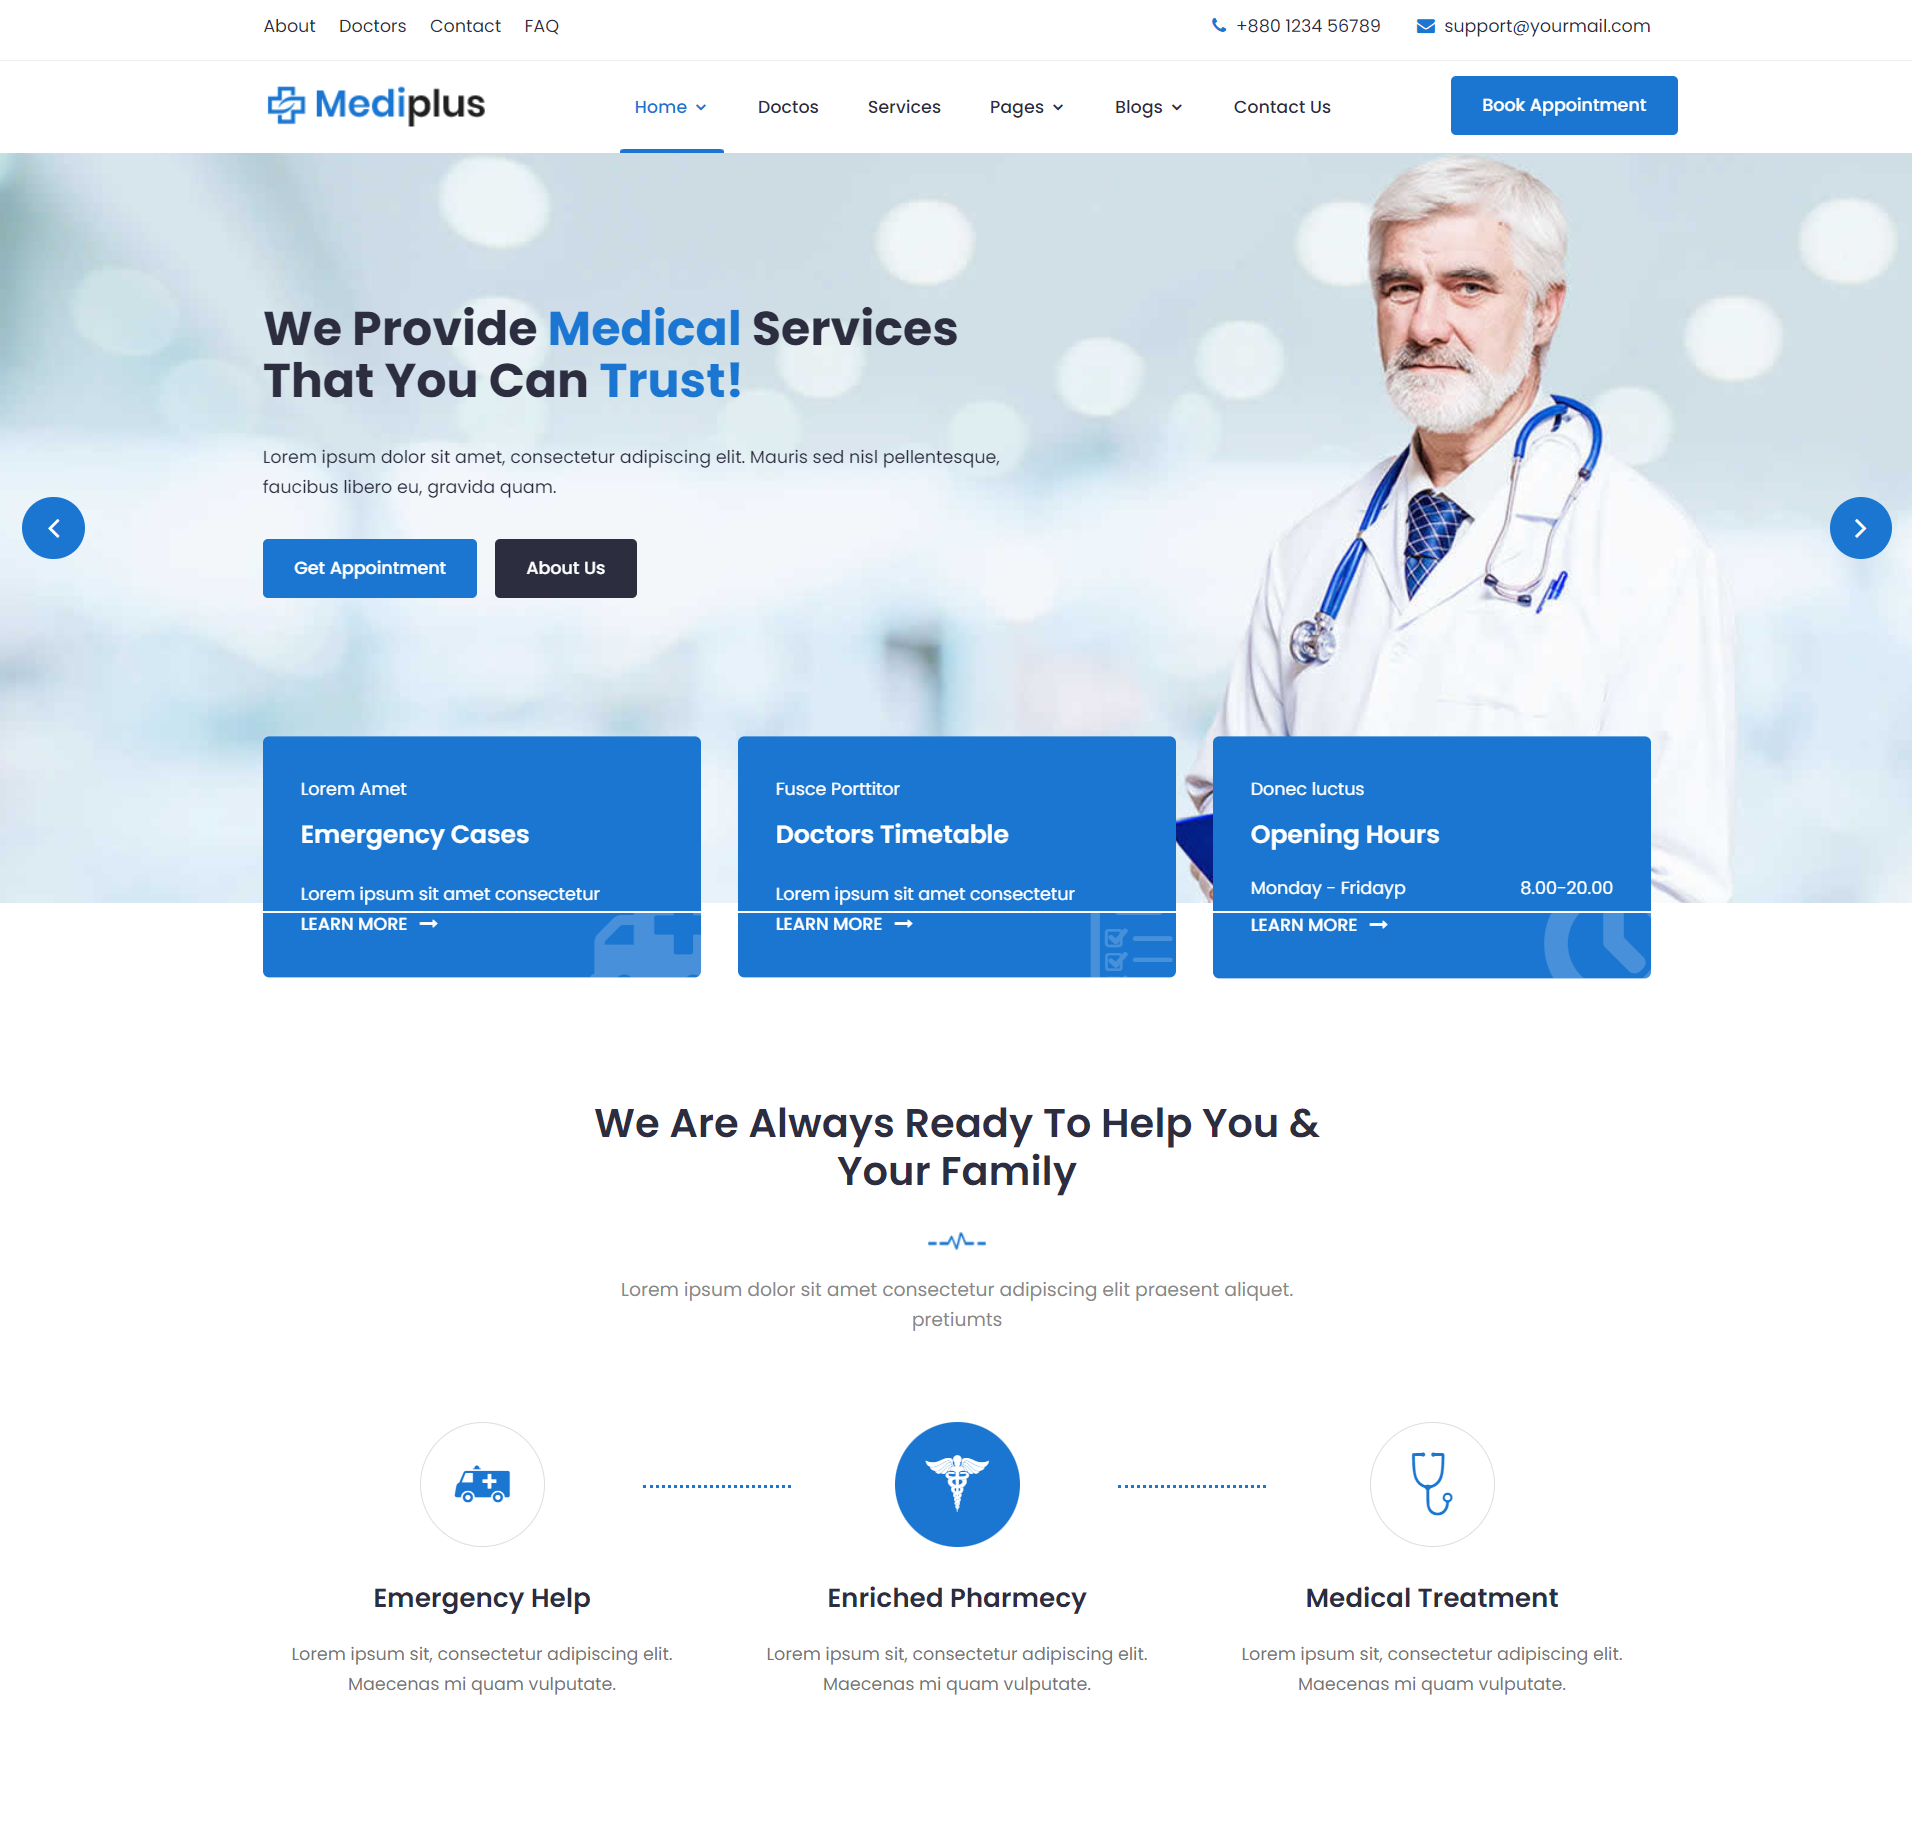 About Doctors Contact FAQ
+880 1234 56789 support@yourmail.com
Mediplus
Home Doctos Services Pages Blogs Contact Us
Book Appointment
We Provide Medical Services
That You Can Trust!
Lorem ipsum dolor sit amet, consectetur adipiscing elit. Mauris sed nisl pellentesque,
faucibus libero eu, gravida quam.
Get Appointment About Us
Lorem Amet
Emergency Cases
Lorem ipsum sit amet consectetur
LEARN MORE
Fusce Porttitor
Doctors Timetable
Lorem ipsum sit amet consectetur
LEARN MORE
Donec luctus
Opening Hours
Monday - Fridayp 8.00-20.00
LEARN MORE
We Are Always Ready To Help You &
Your Family
Lorem ipsum dolor sit amet consectetur adipiscing elit praesent aliquet.
pretiumts
Emergency Help
Lorem ipsum sit, consectetur adipiscing elit.
Maecenas mi quam vulputate.
Enriched Pharmecy
Lorem ipsum sit, consectetur adipiscing elit.
Maecenas mi quam vulputate.
Medical Treatment
Lorem ipsum sit, consectetur adipiscing elit.
Maecenas mi quam vulputate.